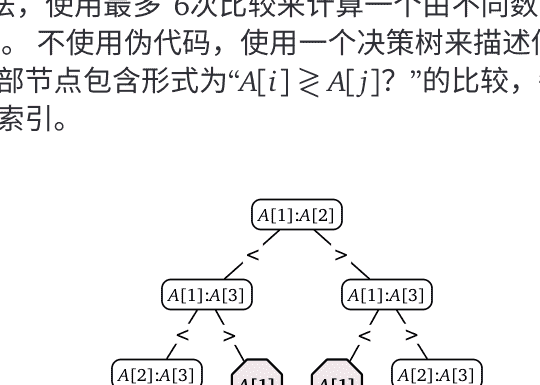 法，使用最多 6次比较来计算一个由不同数
。 不使用伪代码，使用一个决策树来描述
部节点包含形式为“A[i] ≷ A[j]？”的比较，
索引。
A[1]:A[2]
< >
A[1]:A[3] A[1]:A[3]
< > < >
A[2]:A[3] A[1] A[1] A[2]:A[3]